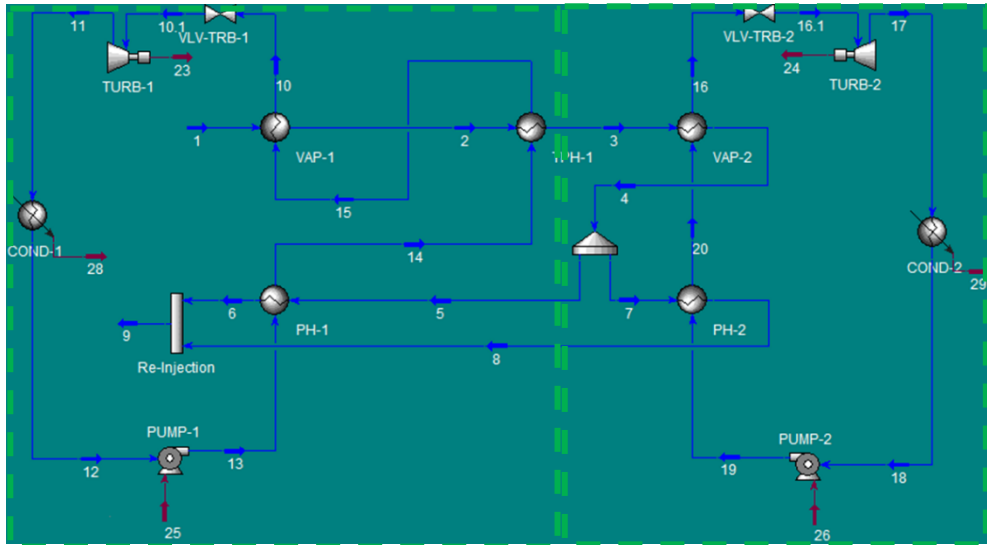 11
10.1
VLV-TRB-1
23
TURB-1
10
1
VAP-1
2
TPH-1
3
15
COND-1
28
14
6
5
PH-1
9
Re-Injection
8
PUMP-1
12
13
25
VLV-TRB-2
16.1
17
24
TURB-2
16
VAP-2
4
20
COND-2
29
7
PH-2
PUMP-2
19
18
26